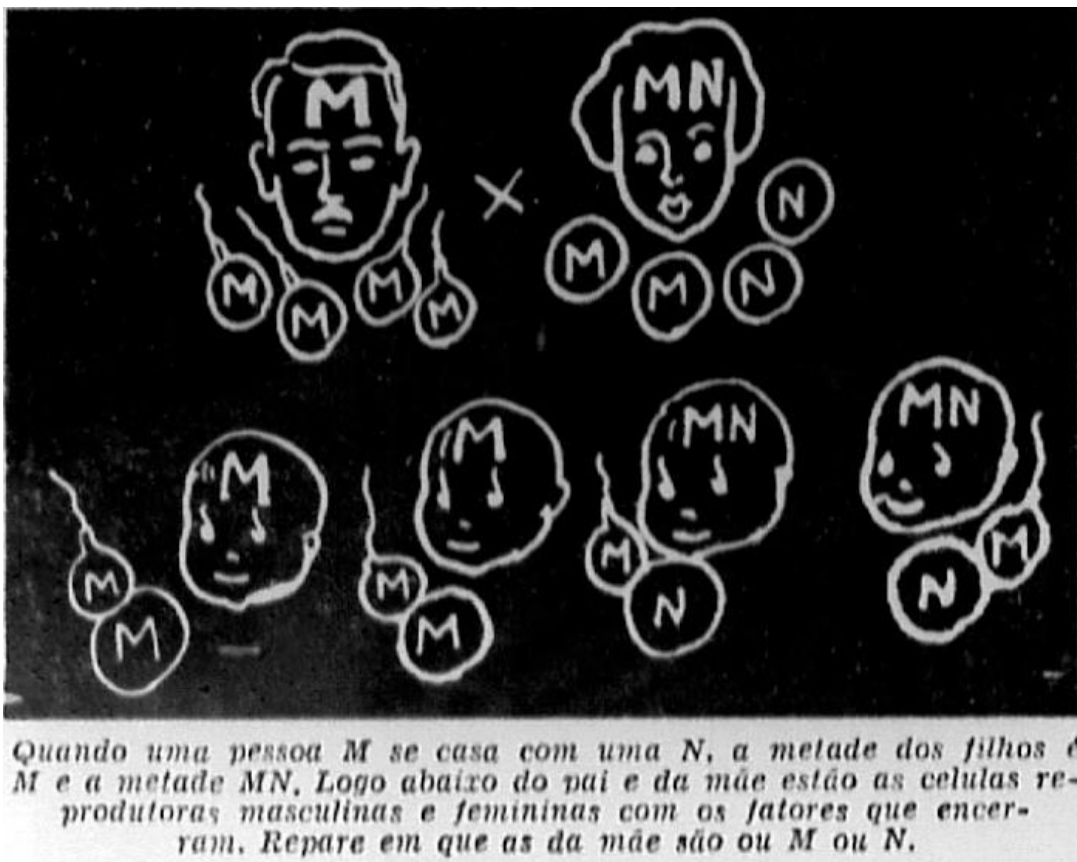 M
MN
N
M
M
M
N
M
M
M
M
M
MN
MN
M
M
M
M
M
N
M
N
M
Quando uma pessoa M se casa com uma N, a metade dos filhos é
M e a metade MN. Logo abaixo do pai e da mãe estão as celulas re-
produtoras masculinas e femininas com os fatores que encer-
ram. Repare em que as da mãe são ou M ou N.